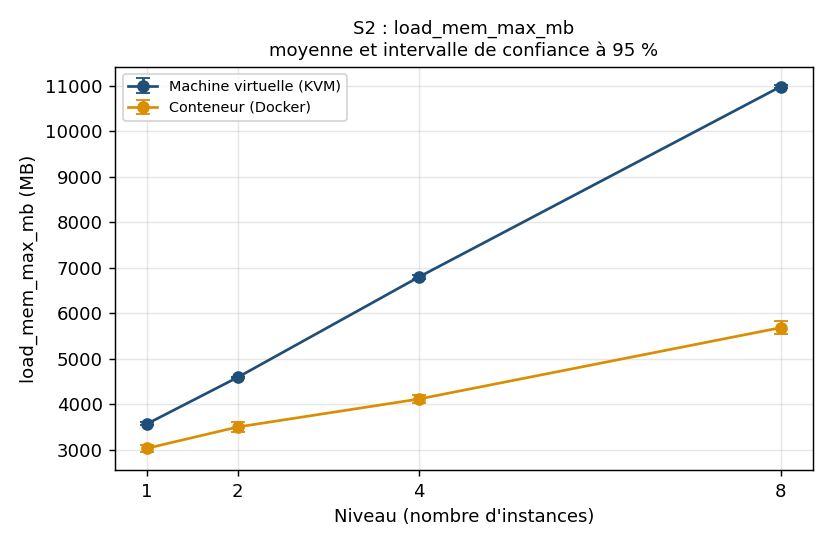 S2 : load_mem_max_mb
moyenne et intervalle de confiance à 95 %
Machine virtuelle (KVM)
Conteneur (Docker)
load_mem_max_mb (MB)
11000
10000
9000
8000
7000
6000
5000
4000
3000
1 2 4 8
Niveau (nombre d'instances)